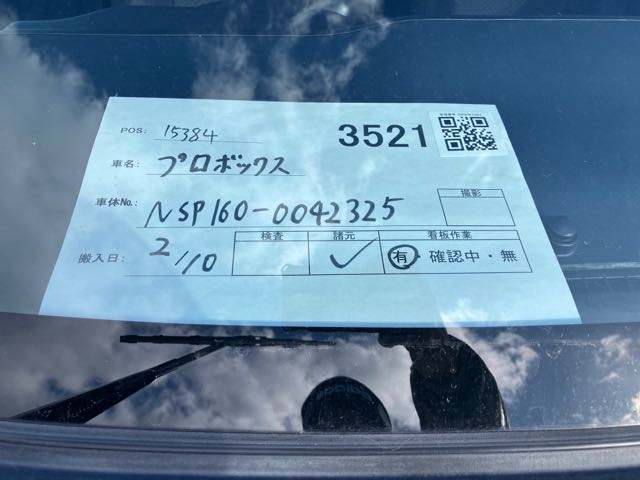 POS: 15384
3521
車名: プロボックス
車体No.: NSP160-0042325
撮影
搬入日: 2/10
検査 諸元 看板作業
✓ 有・確認中・無